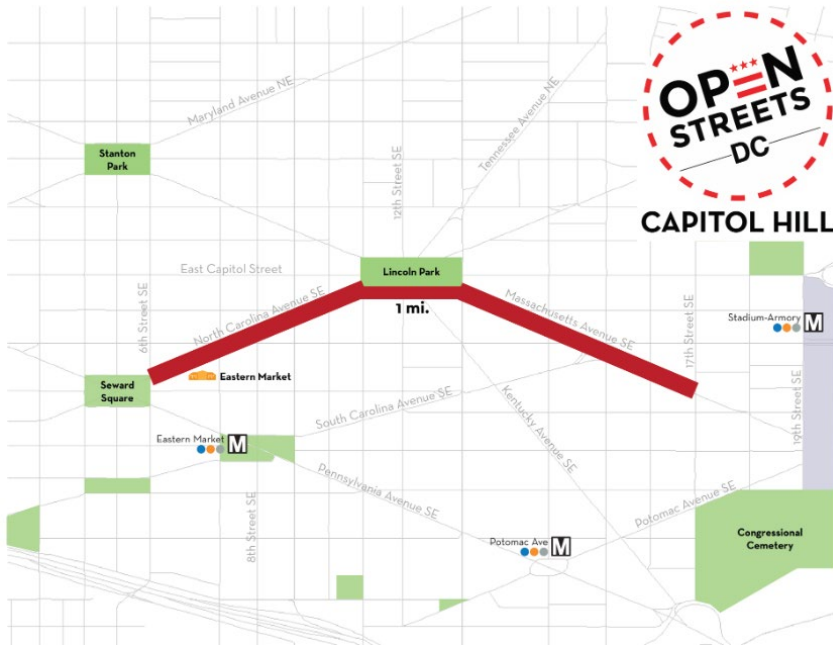 OPEN
STREETS
DC
CAPITOL HILL
Maryland Avenue NE
Tennessee Avenue NE
Stanton
Park
12th Street SE
East Capitol Street
Lincoln Park
1 mi.
North Carolina Avenue SE
Massachusetts Avenue SE
6th Street SE
17th Street SE
Stadium-Armory M
Eastern Market
Seward
Square
South Carolina Avenue SE
Kentucky Avenue SE
19th Street SE
Eastern Market M
Pennsylvania Avenue SE
8th Street SE
Potomac Avenue SE
Potomac Ave M
Congressional
Cemetery